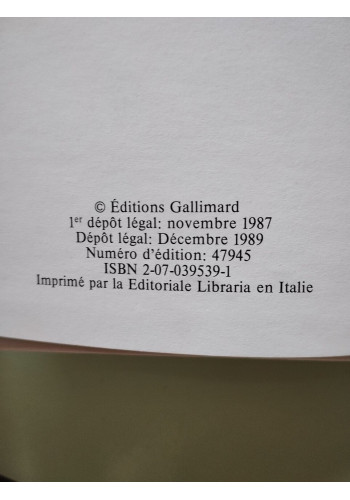 © Éditions Gallimard
1er dépôt légal: novembre 1987
Dépôt légal: Décembre 1989
Numéro d'édition: 47945
ISBN 2-07-039539-1
Imprimé par la Editoriale Libraria en Italie